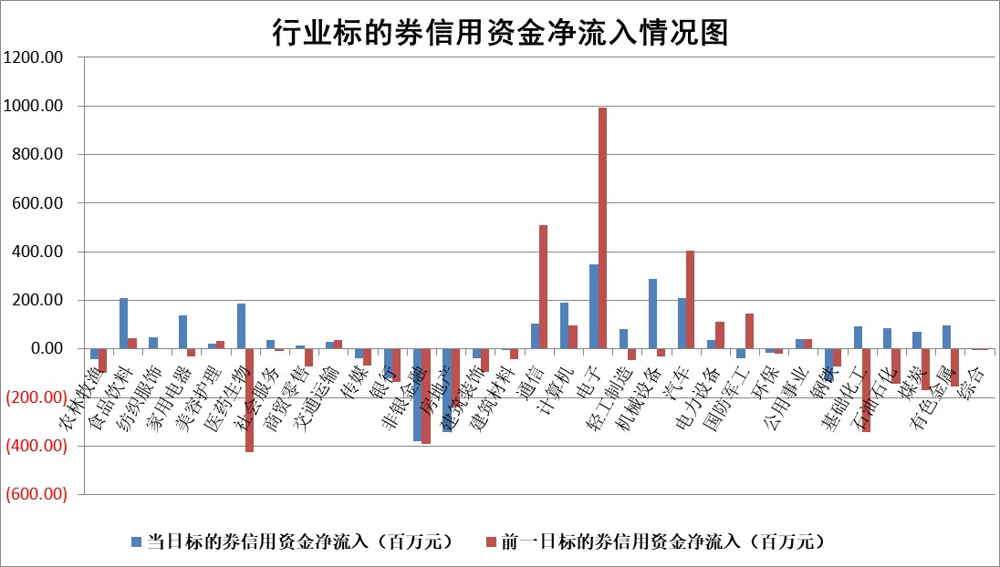 行业标的券信用资金净流入情况图
1200.00
1000.00
800.00
600.00
400.00
200.00
0.00
(200.00)
(400.00)
(600.00)
农林牧渔
食品饮料
纺织服饰
家用电器
美容护理
医药生物
社会服务
商贸零售
交通运输
传媒
银行
非银金融
房地产
建筑装饰
建筑材料
通信
计算机
电子
轻工制造
机械设备
汽车
电力设备
国防军工
环保
公用事业
钢铁
基础化工
石油石化
煤炭
有色金属
综合
当日标的券信用资金净流入（百万元）
前一日标的券信用资金净流入（百万元）